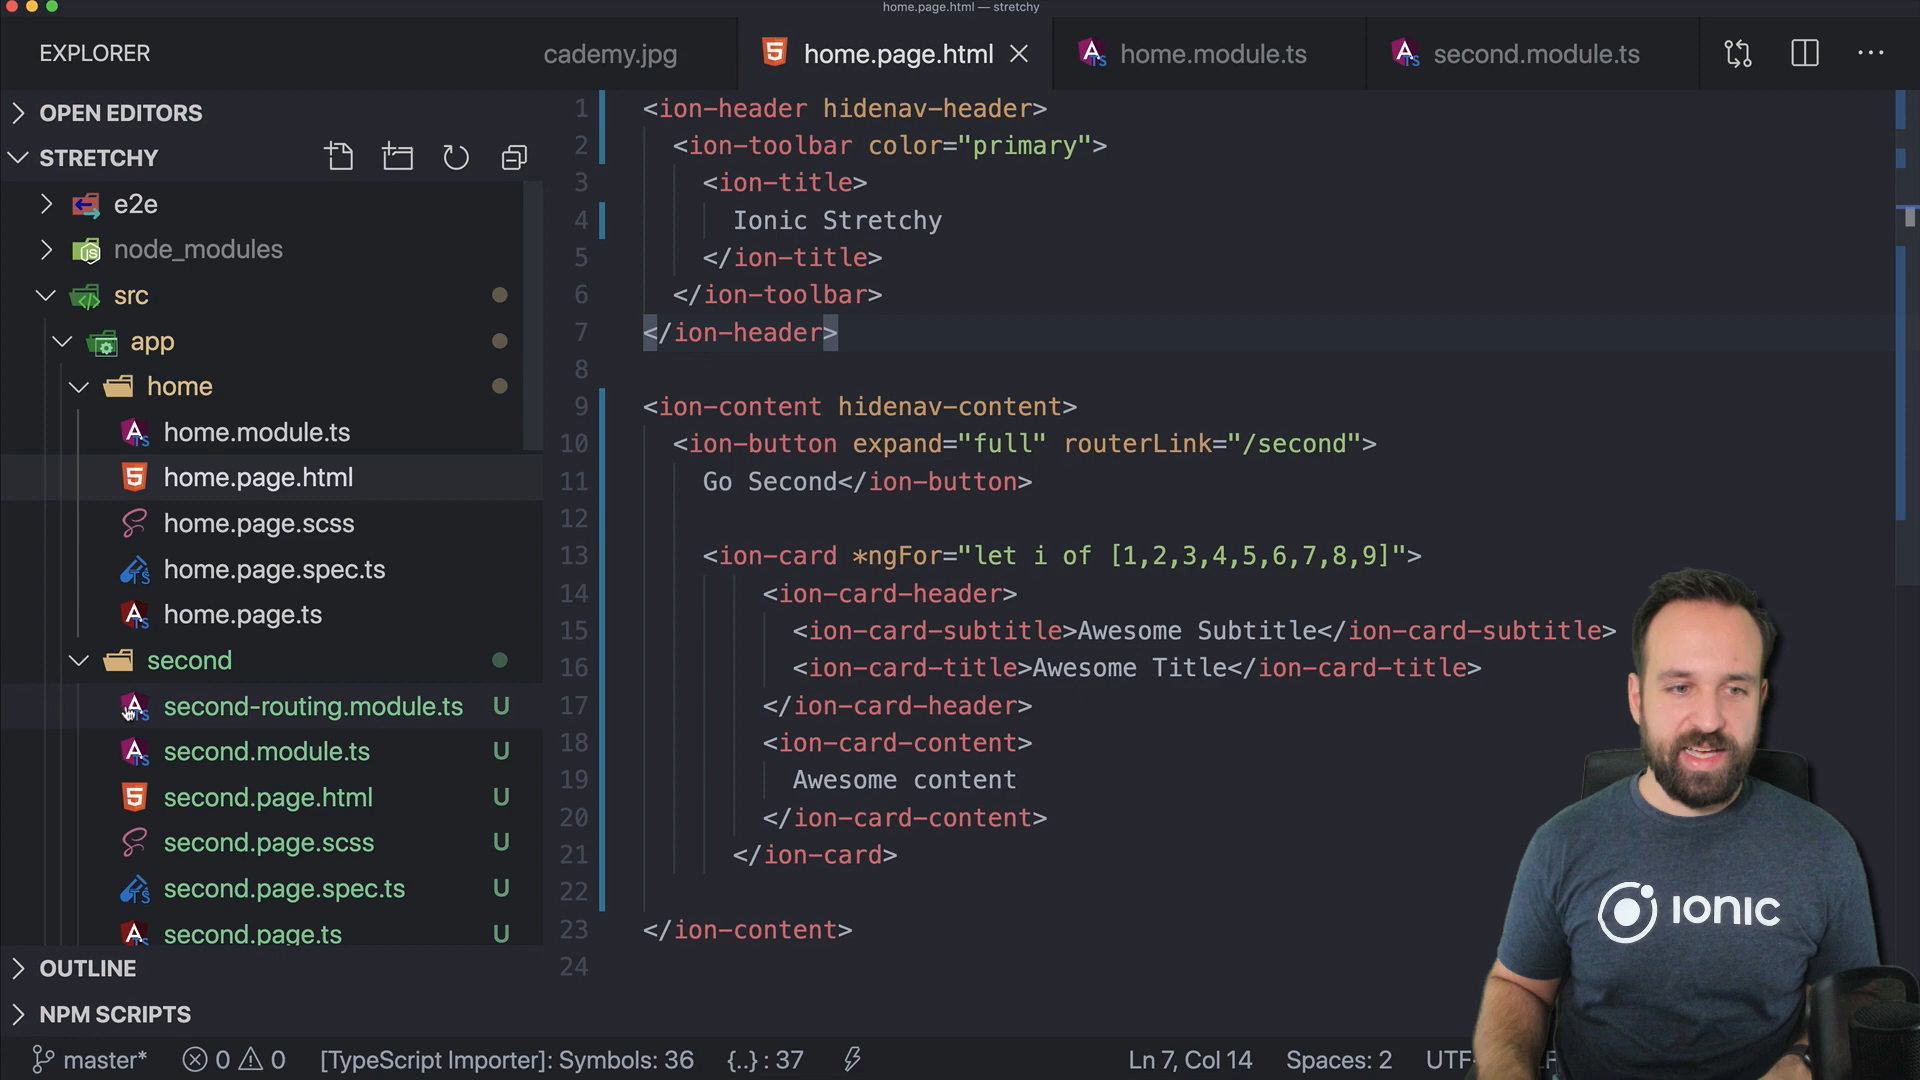 home.page.html — stretchy
EXPLORER
cademy.jpg
home.page.html
home.module.ts
second.module.ts
OPEN EDITORS
STRETCHY
e2e
node_modules
src
app
home
home.module.ts
home.page.html
home.page.scss
home.page.spec.ts
home.page.ts
second
second-routing.module.ts U
second.module.ts U
second.page.html U
second.page.scss U
second.page.spec.ts U
second.page.ts U
OUTLINE
NPM SCRIPTS
1 <ion-header hidenav-header>
2 <ion-toolbar color="primary">
3 <ion-title>
4 Ionic Stretchy
5 </ion-title>
6 </ion-toolbar>
7 </ion-header>
8
9 <ion-content hidenav-content>
10 <ion-button expand="full" routerLink="/second">
11 Go Second</ion-button>
12
13 <ion-card *ngFor="let i of [1,2,3,4,5,6,7,8,9]">
14 <ion-card-header>
15 <ion-card-subtitle>Awesome Subtitle</ion-card-subtitle>
16 <ion-card-title>Awesome Title</ion-card-title>
17 </ion-card-header>
18 <ion-card-content>
19 Awesome content
20 </ion-card-content>
21 </ion-card>
22
23 </ion-content>
24
IONIC
master* 0 0 [TypeScript Importer]: Symbols: 36 {..} : 37 Ln 7, Col 14 Spaces: 2 UTF-